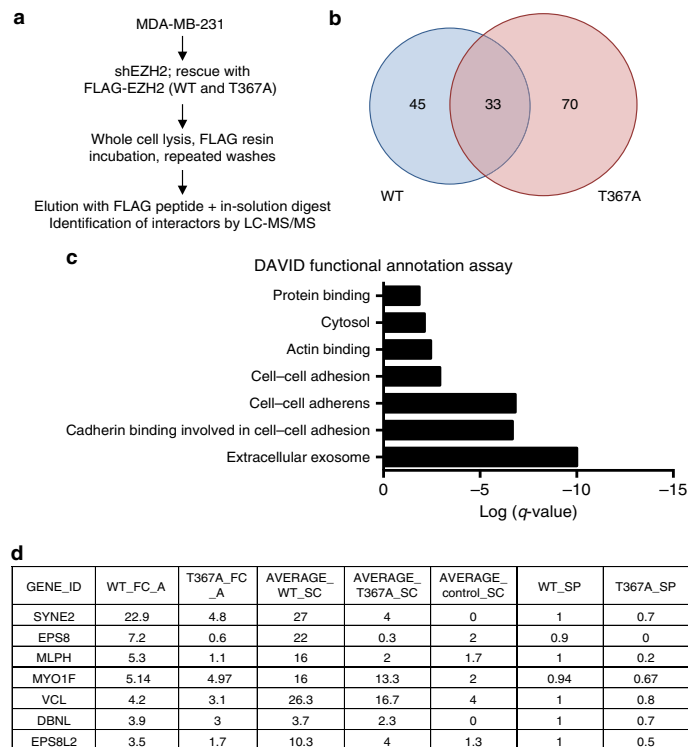 a
MDA-MB-231
shEZH2; rescue with
FLAG-EZH2 (WT and T367A)
Whole cell lysis, FLAG resin
incubation, repeated washes
Elution with FLAG peptide + in-solution digest
Identification of interactors by LC-MS/MS
b
45 33 70
WT T367A
c
DAVID functional annotation assay
Protein binding
Cytosol
Actin binding
Cell–cell adhesion
Cell–cell adherens
Cadherin binding involved in cell–cell adhesion
Extracellular exosome
0 –5 –10 –15
Log (q-value)
d
GENE_ID WT_FC_A T367A_FC_A AVERAGE_WT_SC AVERAGE_T367A_SC AVERAGE_control_SC WT_SP T367A_SP
SYNE2 22.9 4.8 27 4 0 1 0.7
EPS8 7.2 0.6 22 0.3 2 0.9 0
MLPH 5.3 1.1 16 2 1.7 1 0.2
MYO1F 5.14 4.97 16 13.3 2 0.94 0.67
VCL 4.2 3.1 26.3 16.7 4 1 0.8
DBNL 3.9 3 3.7 2.3 0 1 0.7
EPS8L2 3.5 1.7 10.3 4 1.3 1 0.5